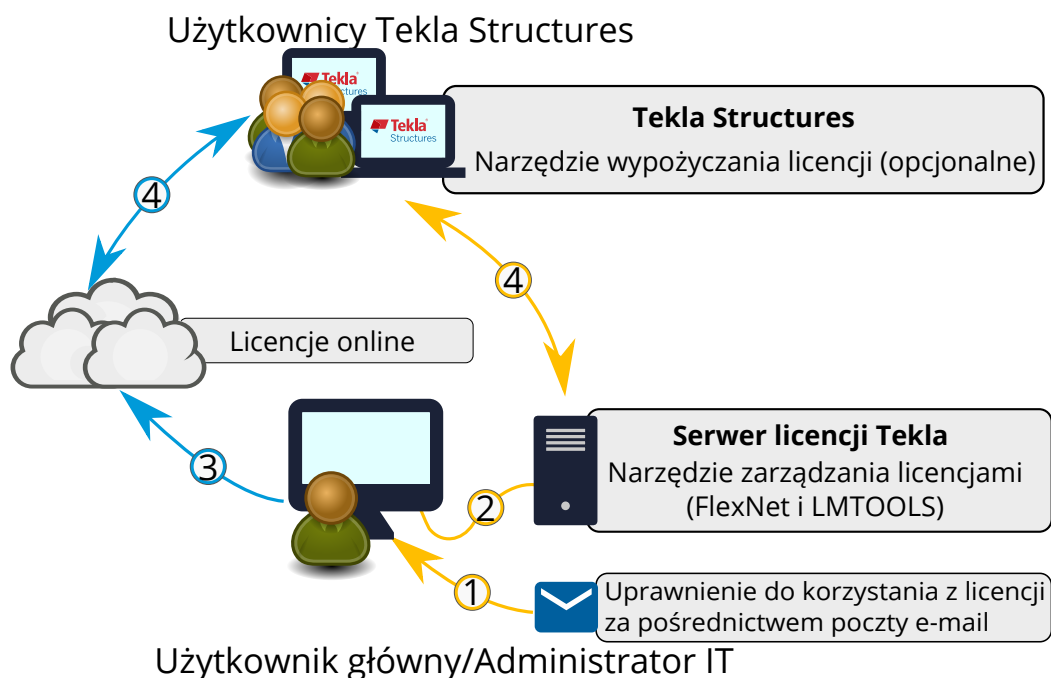 Użytkownicy Tekla Structures
Tekla
ctures
Tekla
Structures
Tekla Structures
Narzędzie wypożyczania licencji (opcjonalne)
4
4
Licencje online
Serwer licencji Tekla
Narzędzie zarządzania licencjami
(FlexNet i LMTOOLS)
3
2
1
Uprawnienie do korzystania z licencji
za pośrednictwem poczty e-mail
Użytkownik główny/Administrator IT